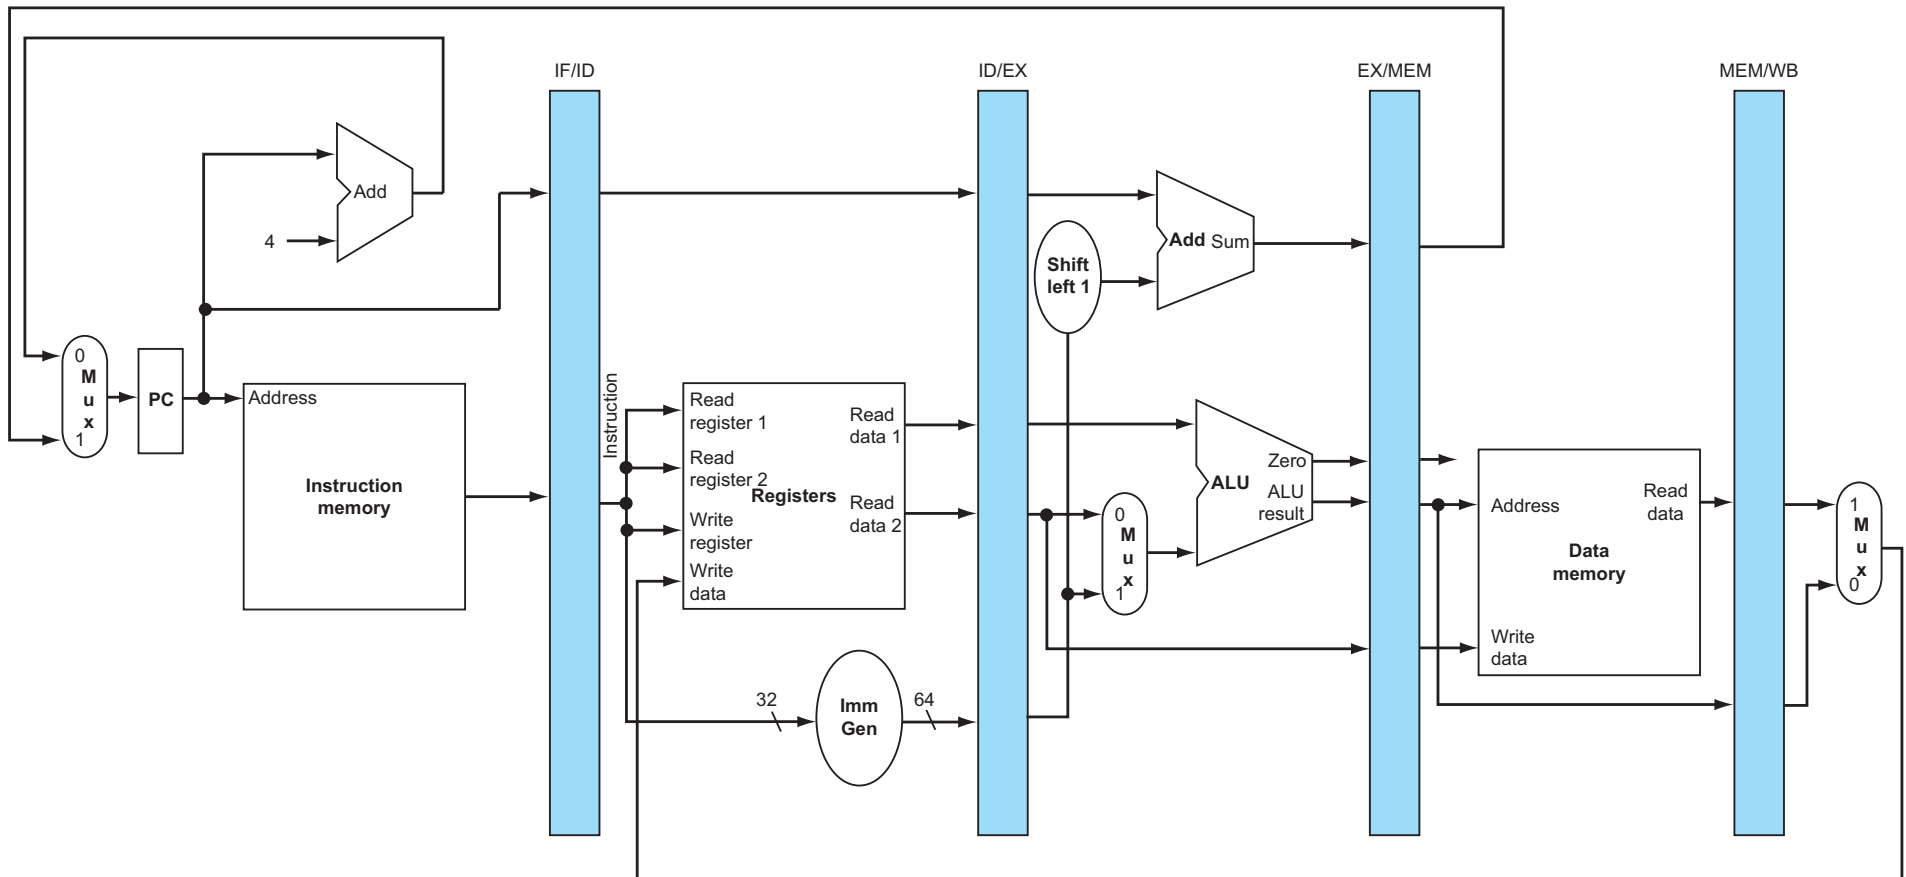 IF/ID
ID/EX
EX/MEM
MEM/WB
Add
4
Add Sum
Shift
left 1
0
M
u
x
1
PC
Address
Instruction
memory
Instruction
Read
register 1
Read
register 2
Registers
Write
register
Write
data
Read
data 1
Read
data 2
32
Imm
Gen
64
0
M
u
x
1
ALU
Zero
ALU
result
Address
Read
data
Data
memory
Write
data
1
M
u
x
0